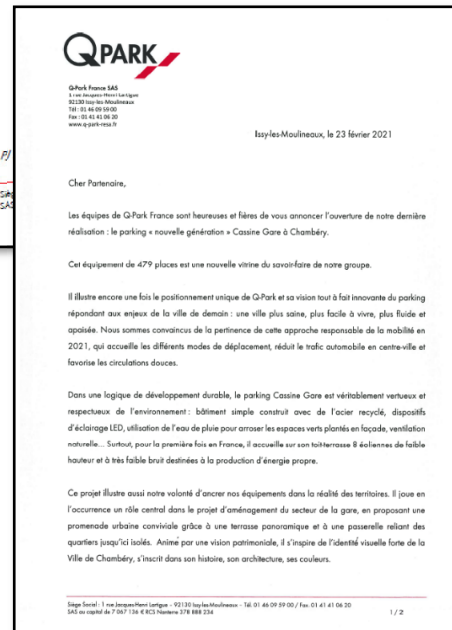 Q PARK
Q-Park France SAS
1 rue Jacques-Henri Lartigue
92130 Issy-les-Moulineaux
Tél : 01 46 09 59 00
Fax : 01 41 41 06 20
www.q-park-resa.fr
Issy-les-Moulineaux, le 23 février 2021
PJ
Cher Partenaire,
Les équipes de Q-Park France sont heureuses et fières de vous annoncer l'ouverture de notre dernière
réalisation : le parking « nouvelle génération » Cassine Gare à Chambéry.
Cet équipement de 479 places est une nouvelle vitrine du savoir-faire de notre groupe.
Il illustre encore une fois le positionnement unique de Q-Park et sa vision tout à fait innovante du parking
répondant aux enjeux de la ville de demain : une ville plus saine, plus facile à vivre, plus fluide et
apaisée. Nous sommes convaincus de la pertinence de cette approche responsable de la mobilité en
2021, qui accueille les différents modes de déplacement, réduit le trafic automobile en centre-ville et
favorise les circulations douces.
Dans une logique de développement durable, le parking Cassine Gare est véritablement vertueux et
respectueux de l'environnement : bâtiment simple construit avec de l'acier recyclé, dispositifs
d'éclairage LED, utilisation de l'eau de pluie pour arroser les espaces verts plantés en façade, ventilation
naturelle... Surtout, pour la première fois en France, il accueille sur son toit-terrasse 8 éoliennes de faible
hauteur et à très faible bruit destinées à la production d'énergie propre.
Ce projet illustre aussi notre volonté d'ancrer nos équipements dans la réalité des territoires. Il joue en
l'occurrence un rôle central dans le projet d'aménagement du secteur de la gare, en proposant une
promenade urbaine conviviale grâce à une terrasse panoramique et à une passerelle reliant des
quartiers jusqu'ici isolés. Animé par une vision patrimoniale, il s'inspire de l'identité visuelle forte de la
Ville de Chambéry, s'inscrit dans son histoire, son architecture, ses couleurs.
Siège Social : 1 rue Jacques-Henri Lartigue – 92130 Issy-les-Moulineaux – Tél. 01 46 09 59 00 / Fax. 01 41 41 06 20
SAS au capital de 7 067 136 € RCS Nanterre 378 888 234
1 / 2